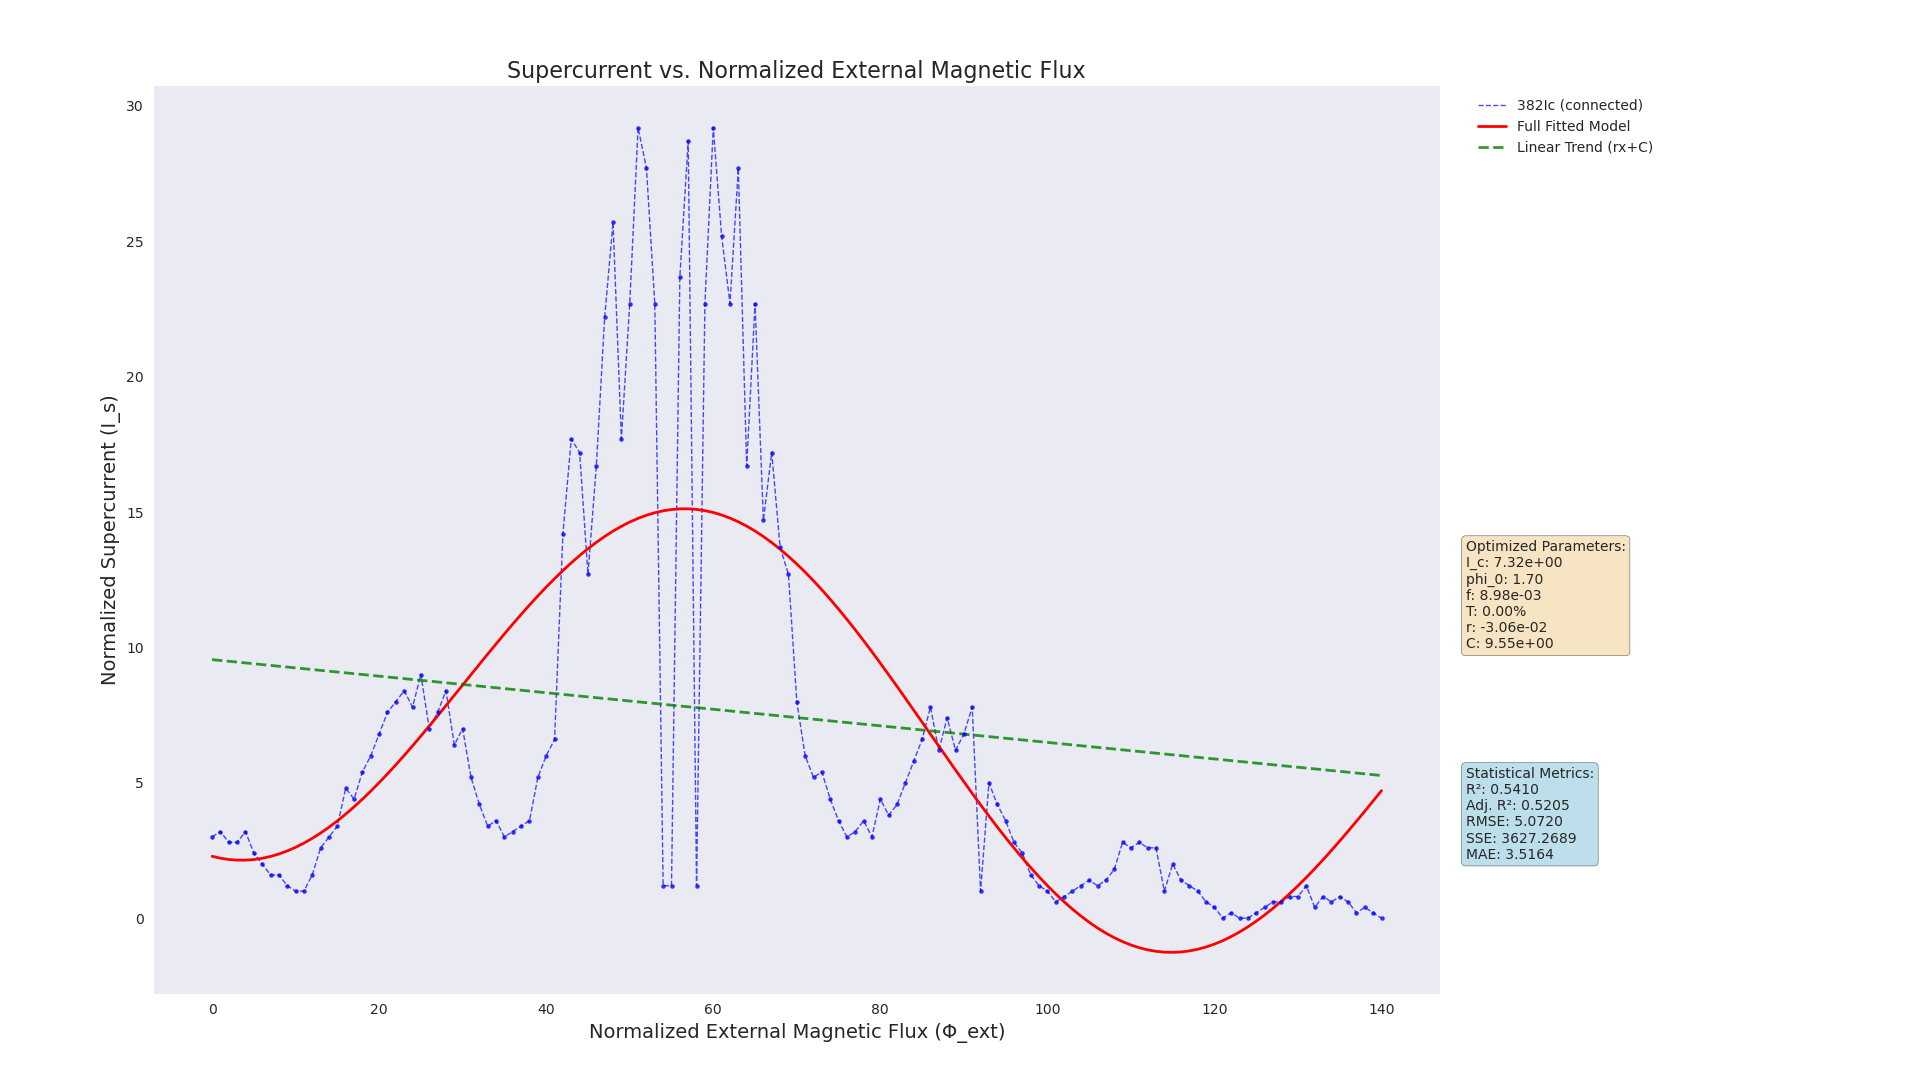 Supercurrent vs. Normalized External Magnetic Flux
30
25
20
15
10
5
0
Normalized Supercurrent (I_s)
0 20 40 60 80 100 120 140
Normalized External Magnetic Flux (Φ_ext)
382Ic (connected)
Full Fitted Model
Linear Trend (rx+C)
Optimized Parameters:
I_c: 7.32e+00
phi_0: 1.70
f: 8.98e-03
T: 0.00%
r: -3.06e-02
C: 9.55e+00
Statistical Metrics:
R²: 0.5410
Adj. R²: 0.5205
RMSE: 5.0720
SSE: 3627.2689
MAE: 3.5164